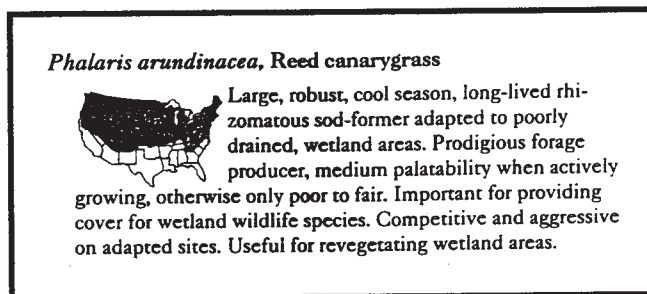 Phalaris arundinacea, Reed canarygrass
Large, robust, cool season, long-lived rhi-
zomatous sod-former adapted to poorly
drained, wetland areas. Prodigious forage
producer, medium palatability when actively
growing, otherwise only poor to fair. Important for providing
cover for wetland wildlife species. Competitive and aggressive
on adapted sites. Useful for revegetating wetland areas.